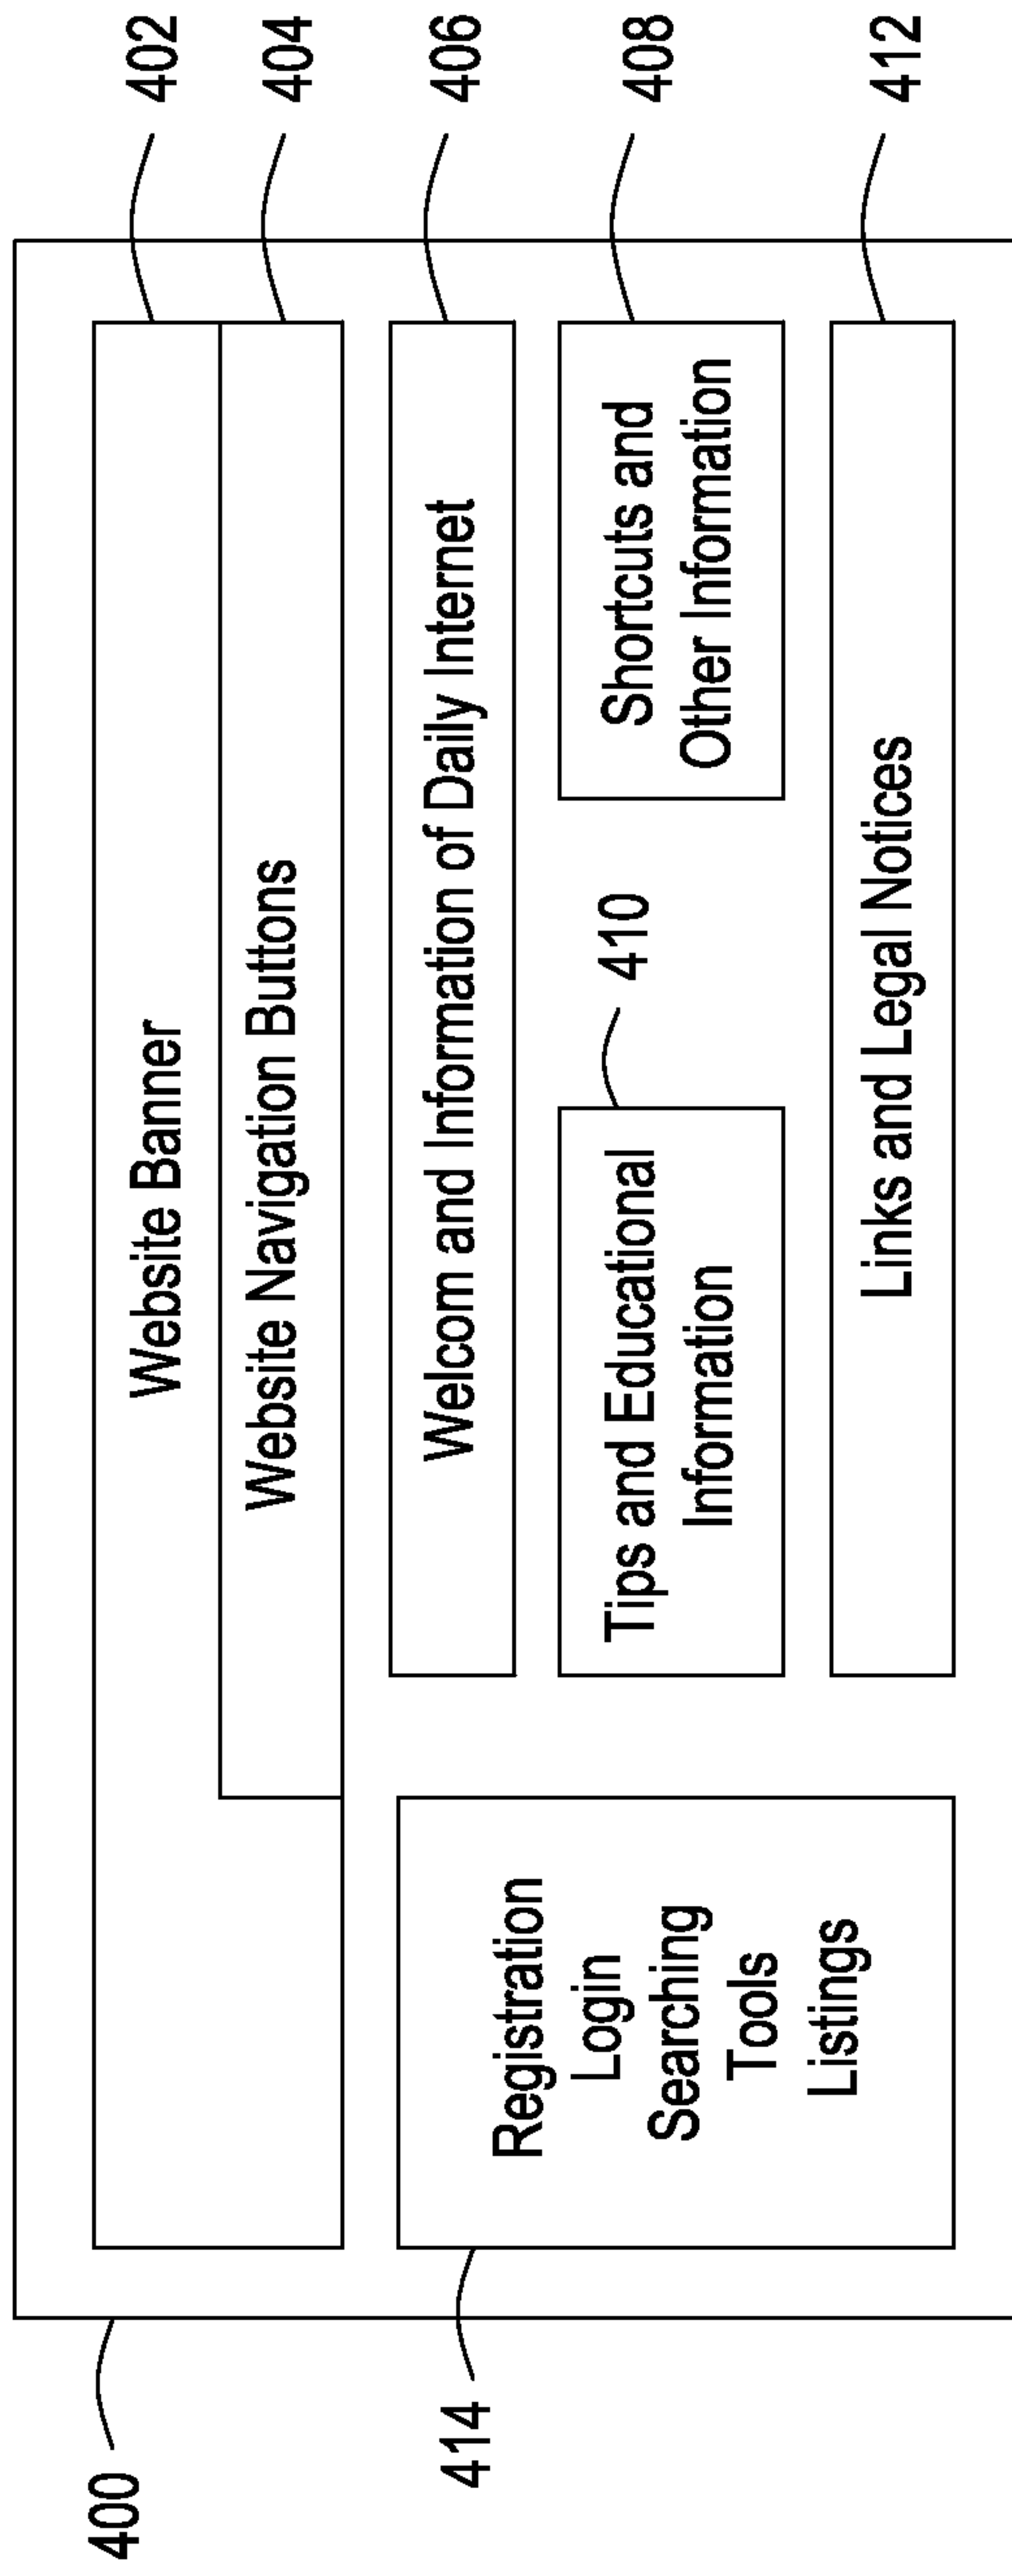 400
402
Website Banner
404
Website Navigation Buttons
406
Welcom and Information of Daily Internet
414
Registration
Login
Searching
Tools
Listings
410
Tips and Educational
Information
408
Shortcuts and
Other Information
412
Links and Legal Notices